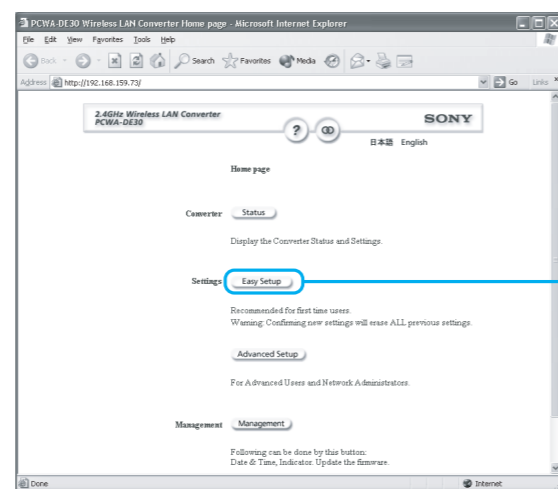 PCWA-DE30 Wireless LAN Converter Home page - Microsoft Internet Explorer
File Edit View Favorites Tools Help
Back Search Favorites Media
Address http://192.168.159.73/ Go Links
2.4GHz Wireless LAN Converter
PCWA-DE30
SONY
?
日本語 English
Home page
Converter Status
Display the Converter Status and Settings.
Settings Easy Setup
Recommended for first time users.
Warning: Confirming new settings will erase ALL previous settings.
Advanced Setup
For Advanced Users and Network Administrators.
Management Management
Following can be done by this button:
Date & Time, Indicator. Update the firmware.
Done Internet